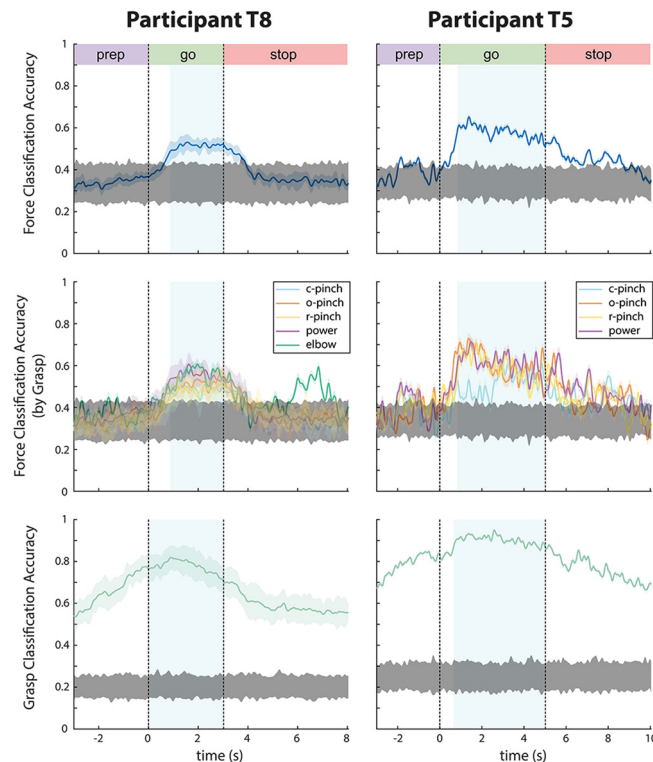 Participant T8
Participant T5
prep go stop
prep go stop
Force Classification Accuracy
1
0.8
0.6
0.4
0.2
0
Force Classification Accuracy
(by Grasp)
1
0.8
0.6
0.4
0.2
0
c-pinch
o-pinch
r-pinch
power
elbow
c-pinch
o-pinch
r-pinch
power
Grasp Classification Accuracy
1
0.8
0.6
0.4
0.2
0
-2 0 2 4 6 8
-2 0 2 4 6 8 10
time (s)
time (s)